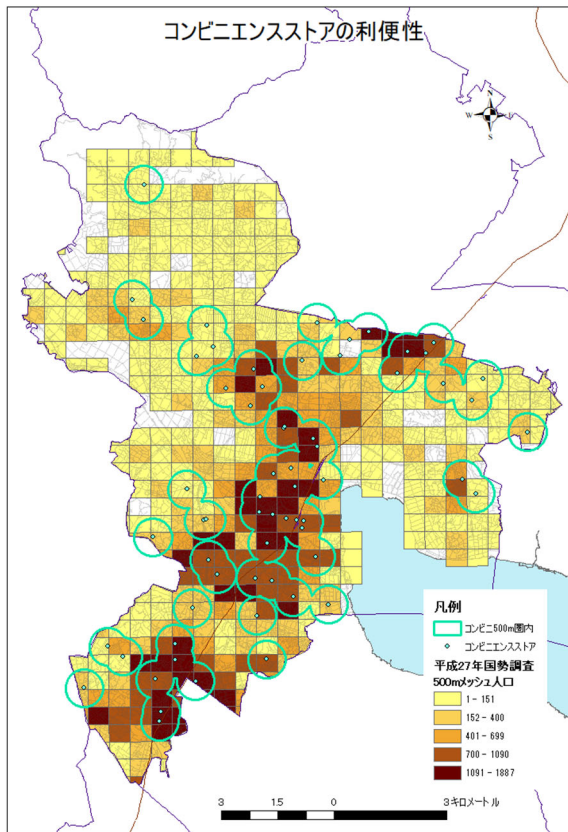 コンビニエンスストアの利便性
N
W E
S
凡例
コンビニ500m圏内
コンビニエンスストア
平成27年国勢調査
500mメッシュ人口
1 - 151
152 - 400
401 - 699
700 - 1090
1091 - 1887
3 1.5 0 3 キロメートル